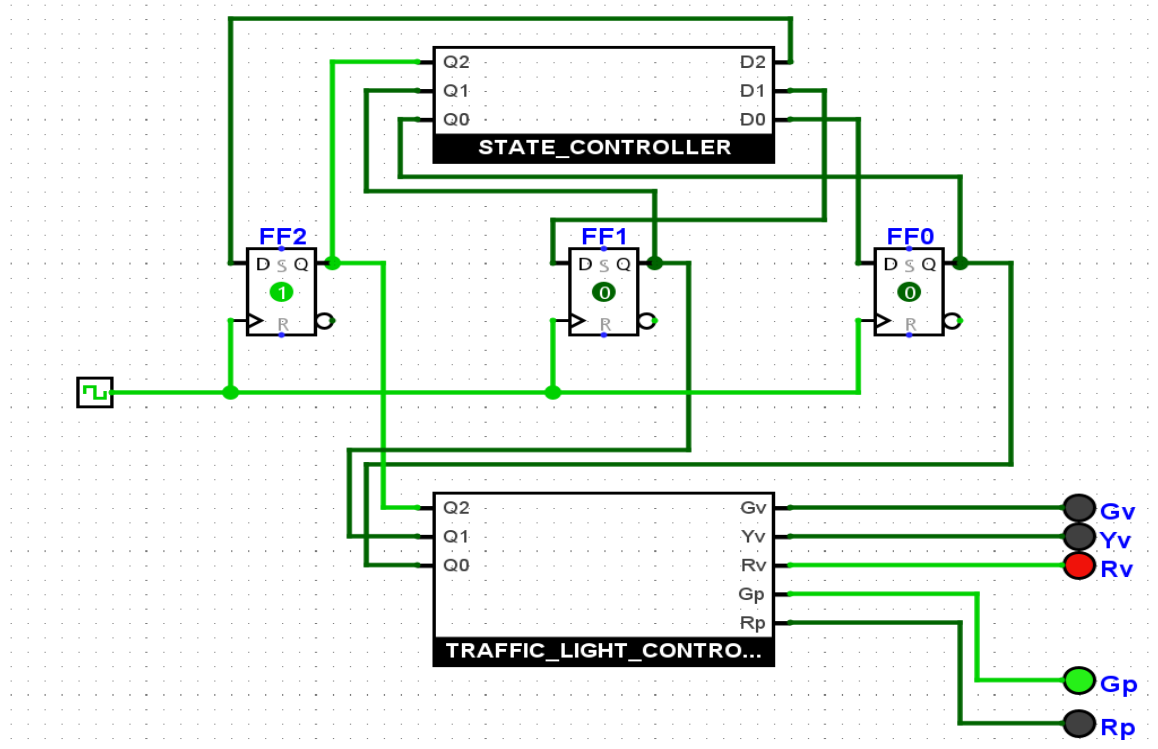 Q2 D2
Q1 D1
Q0 D0
STATE_CONTROLLER
FF2 FF1 FF0
D S Q D S Q D S Q
1 0 0
R R R
Q2 Gv Gv
Q1 Yv Yv
Q0 Rv Rv
Gp
Rp
TRAFFIC_LIGHT_CONTRO...
Gp
Rp